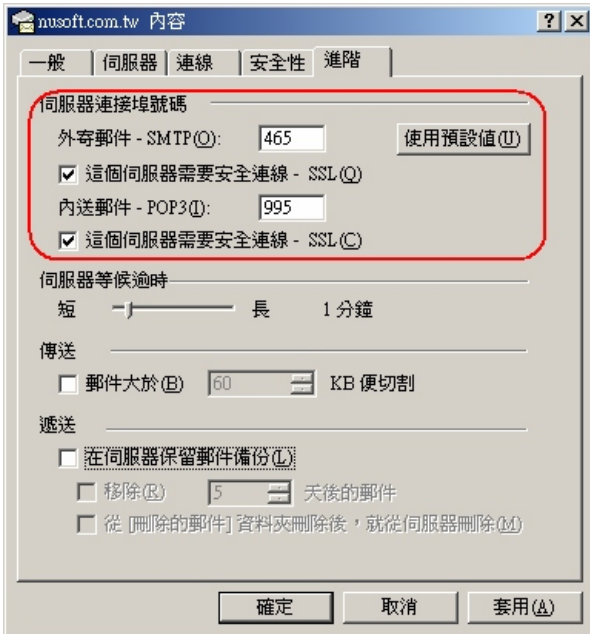 nusoft.com.tw 內容
一般 伺服器 連線 安全性 進階
伺服器連接埠號碼
外寄郵件 - SMTP(O): 465 使用預設值(U)
這個伺服器需要安全連線 - SSL(Q)
內送郵件 - POP3(I): 995
這個伺服器需要安全連線 - SSL(C)
伺服器等候逾時
短 長 1 分鐘
傳送
郵件大於(B) 60 KB 便切割
遞送
在伺服器保留郵件備份(L)
移除(R) 5 天後的郵件
從 [刪除的郵件] 資料夾刪除後，就從伺服器刪除(M)
確定 取消 套用(A)